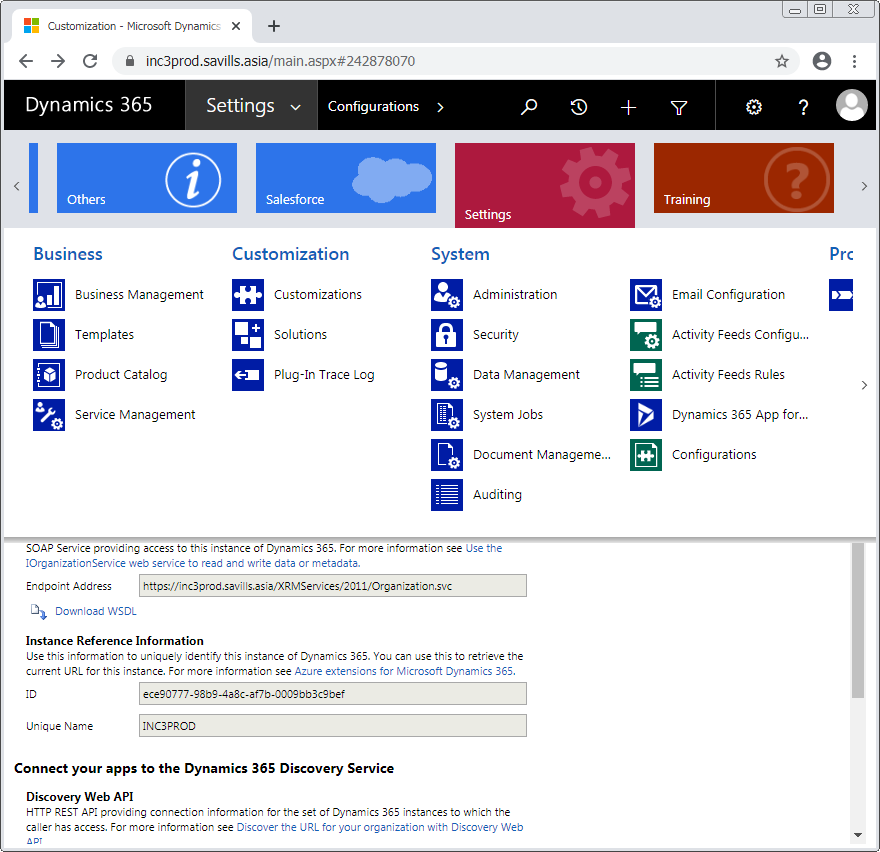 Customization - Microsoft Dynamics
inc3prod.savills.asia/main.aspx#242878070
Dynamics 365 Settings Configurations
Others Salesforce Settings Training
Business Customization System Pro
Business Management Customizations Administration Email Configuration
Templates Solutions Security Activity Feeds Configu...
Product Catalog Plug-In Trace Log Data Management Activity Feeds Rules
Service Management System Jobs Dynamics 365 App for...
Document Manageme... Configurations
Auditing
SOAP Service providing access to this instance of Dynamics 365. For more information see Use the
IOrganizationService web service to read and write data or metadata.
Endpoint Address https://inc3prod.savills.asia/XRMServices/2011/Organization.svc
Download WSDL
Instance Reference Information
Use this information to uniquely identify this instance of Dynamics 365. You can use this to retrieve the
current URL for this instance. For more information see Azure extensions for Microsoft Dynamics 365.
ID ece90777-98b9-4a8c-af7b-0009bb3c9bef
Unique Name INC3PROD
Connect your apps to the Dynamics 365 Discovery Service
Discovery Web API
HTTP REST API providing connection information for the set of Dynamics 365 instances to which the
caller has access. For more information see Discover the URL for your organization with Discovery Web
API